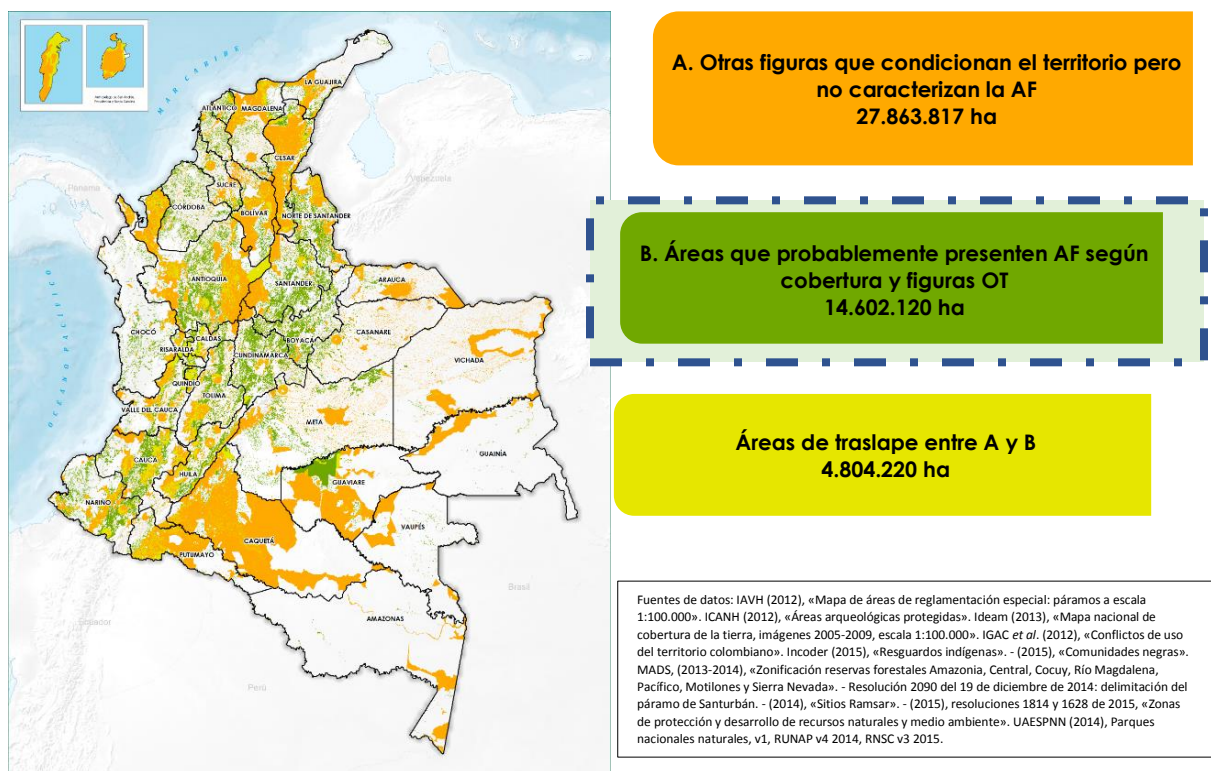 MAR CARIBE
Panamá
Venezuela
OCEANO PACÍFICO
Ecuador
Perú
Brasil
LA GUAJIRA
ATLÁNTICO
MAGDALENA
CESAR
SUCRE
CÓRDOBA
BOLÍVAR
NORTE DE SANTANDER
ANTIOQUIA
SANTANDER
ARAUCA
CHOCÓ
CALDAS
BOYACA
CASANARE
RISARALDA
CUNDINAMARCA
VICHADA
QUINDIO
TOLIMA
VALLE DEL CAUCA
META
CAUCA
HUILA
GUAINÍA
GUAVIARE
NARIÑO
VAUPÉS
CAQUETÁ
PUTUMAYO
AMAZONAS
A. Otras figuras que condicionan el territorio pero
no caracterizan la AF
27.863.817 ha
B. Áreas que probablemente presenten AF según
cobertura y figuras OT
14.602.120 ha
Áreas de traslape entre A y B
4.804.220 ha
Fuentes de datos: IAVH (2012), «Mapa de áreas de reglamentación especial: páramos a escala
1:100.000». ICANH (2012), «Áreas arqueológicas protegidas». Ideam (2013), «Mapa nacional de
cobertura de la tierra, imágenes 2005-2009, escala 1:100.000». IGAC et al. (2012), «Conflictos de uso
del territorio colombiano». Incoder (2015), «Resguardos indígenas». - (2015), «Comunidades negras».
MADS, (2013-2014), «Zonificación reservas forestales Amazonia, Central, Cocuy, Río Magdalena,
Pacífico, Motilones y Sierra Nevada». - Resolución 2090 del 19 de diciembre de 2014: delimitación del
páramo de Santurbán. - (2014), «Sitios Ramsar». - (2015), resoluciones 1814 y 1628 de 2015, «Zonas
de protección y desarrollo de recursos naturales y medio ambiente». UAESPNN (2014), Parques
nacionales naturales, v1, RUNAP v4 2014, RNSC v3 2015.